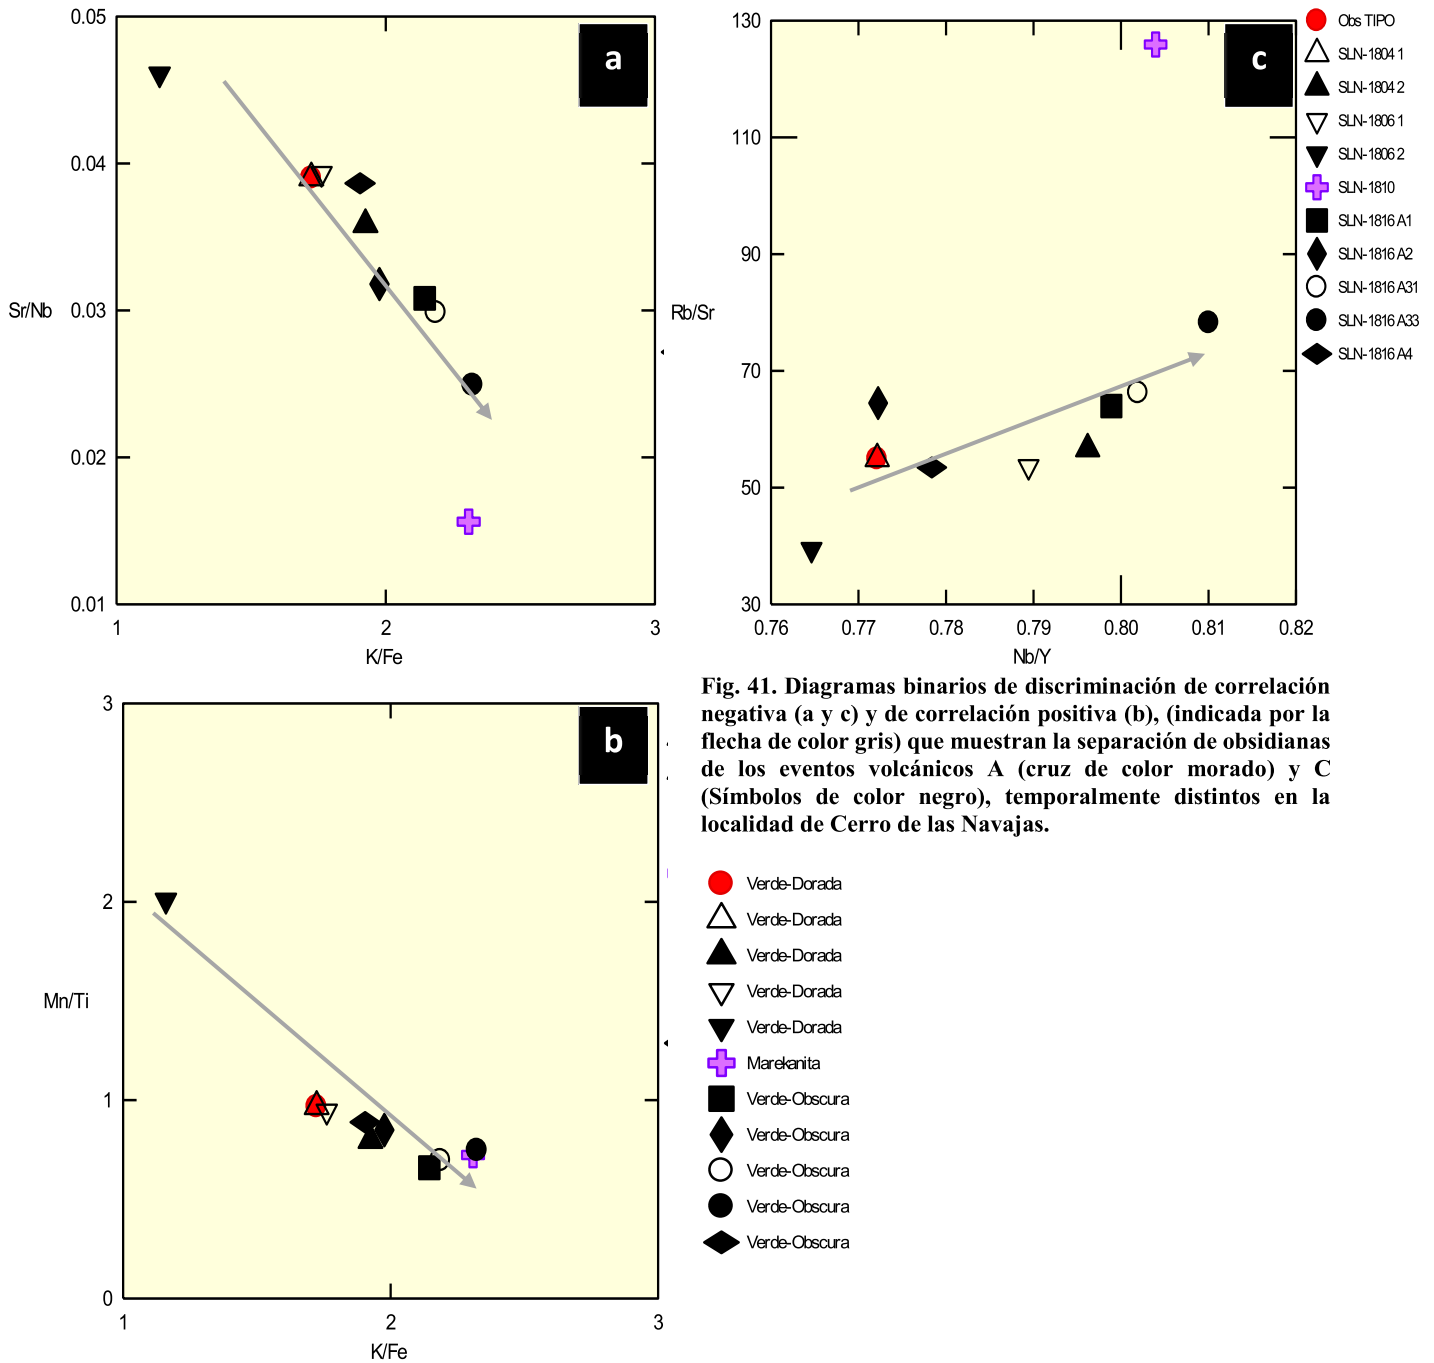 a
0.05
0.04
0.03
0.02
0.01
Sr/Nb
1
2
3
K/Fe
c
130
110
90
70
50
30
Rb/Sr
0.76
0.77
0.78
0.79
0.80
0.81
0.82
Nb/Y
Obs TIPO
SLN-1804 1
SLN-1804 2
SLN-1806 1
SLN-1806 2
SLN-1810
SLN-1816 A1
SLN-1816 A2
SLN-1816 A31
SLN-1816 A33
SLN-1816 A4
b
3
2
1
0
Mn/Ti
1
2
3
K/Fe
Fig. 41. Diagramas binarios de discriminación de correlación
negativa (a y c) y de correlación positiva (b), (indicada por la
flecha de color gris) que muestran la separación de obsidianas
de los eventos volcánicos A (cruz de color morado) y C
(Símbolos de color negro), temporalmente distintos en la
localidad de Cerro de las Navajas.
Verde-Dorada
Verde-Dorada
Verde-Dorada
Verde-Dorada
Verde-Dorada
Marekanita
Verde-Obscura
Verde-Obscura
Verde-Obscura
Verde-Obscura
Verde-Obscura